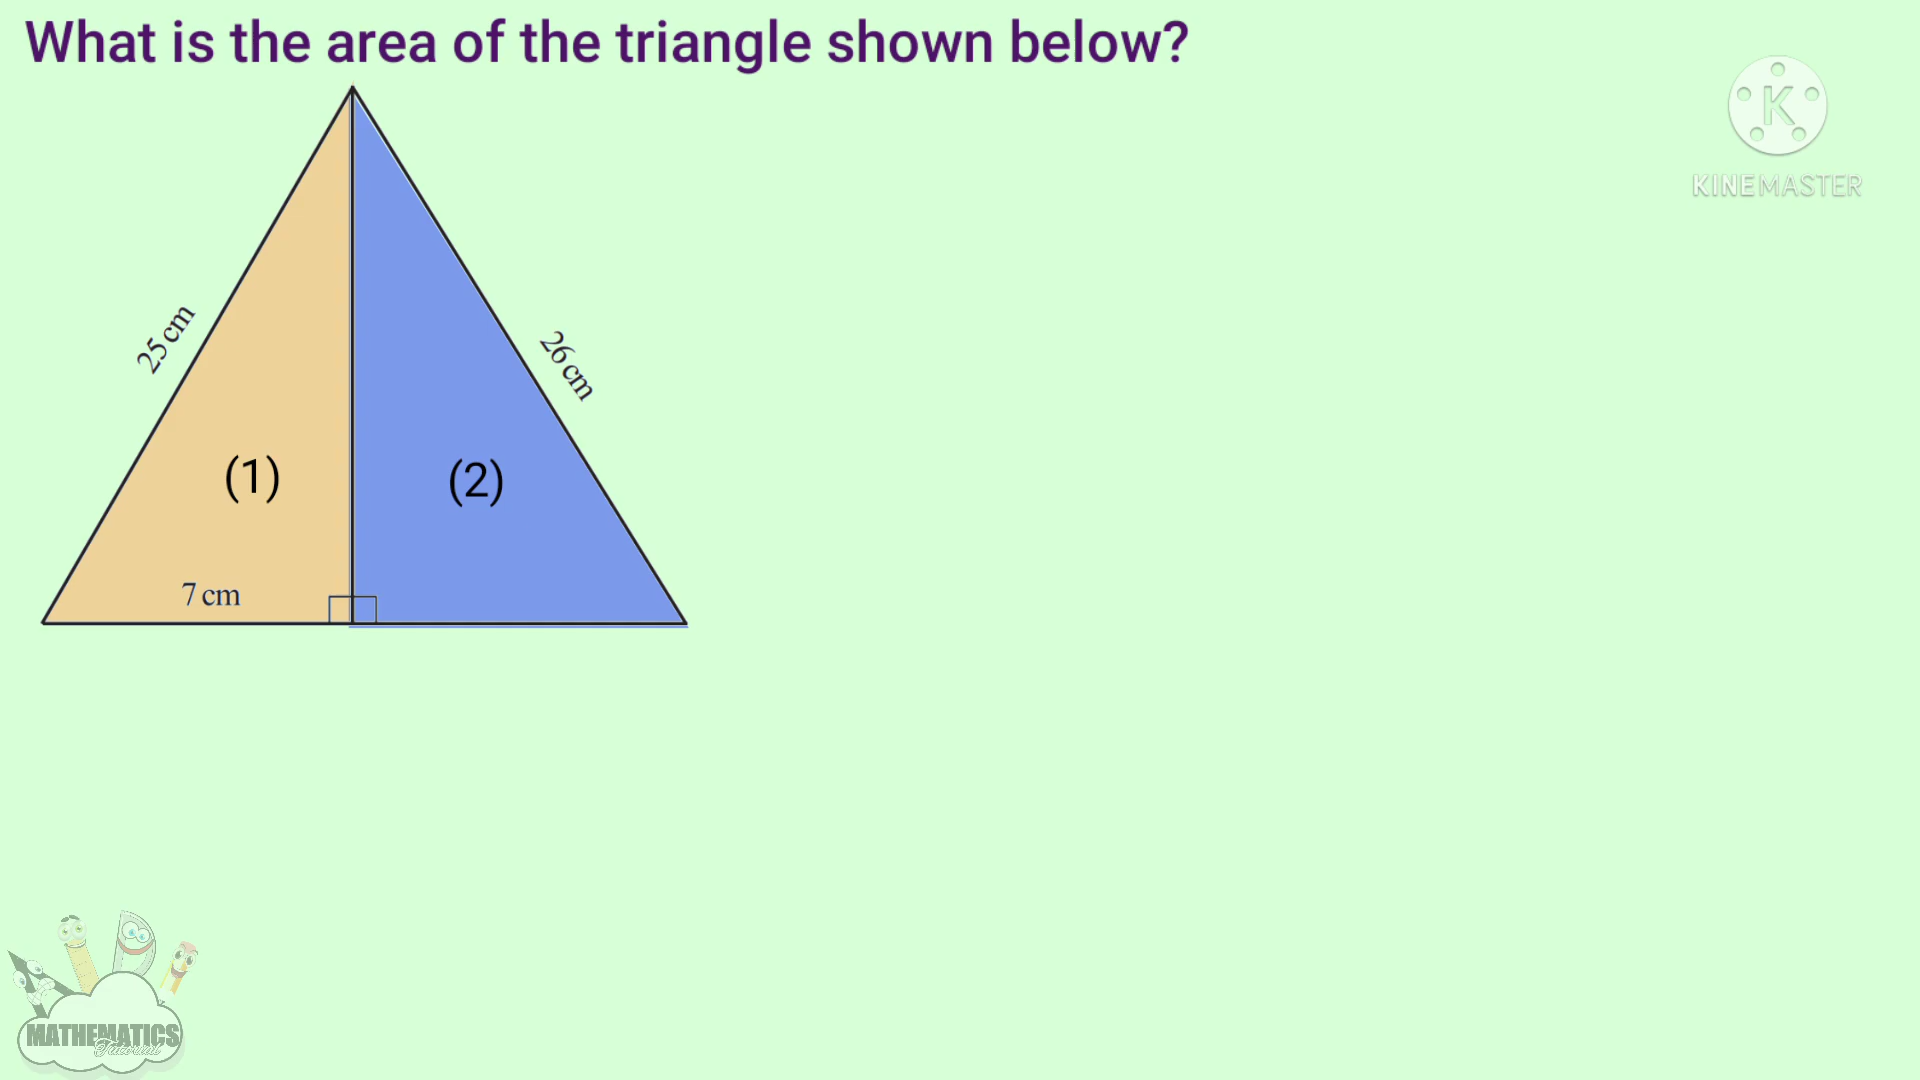 What is the area of the triangle shown below?
K
KINEMASTER
25 cm
26 cm
(1)
(2)
7 cm
MATHEMATICS
Tutorial